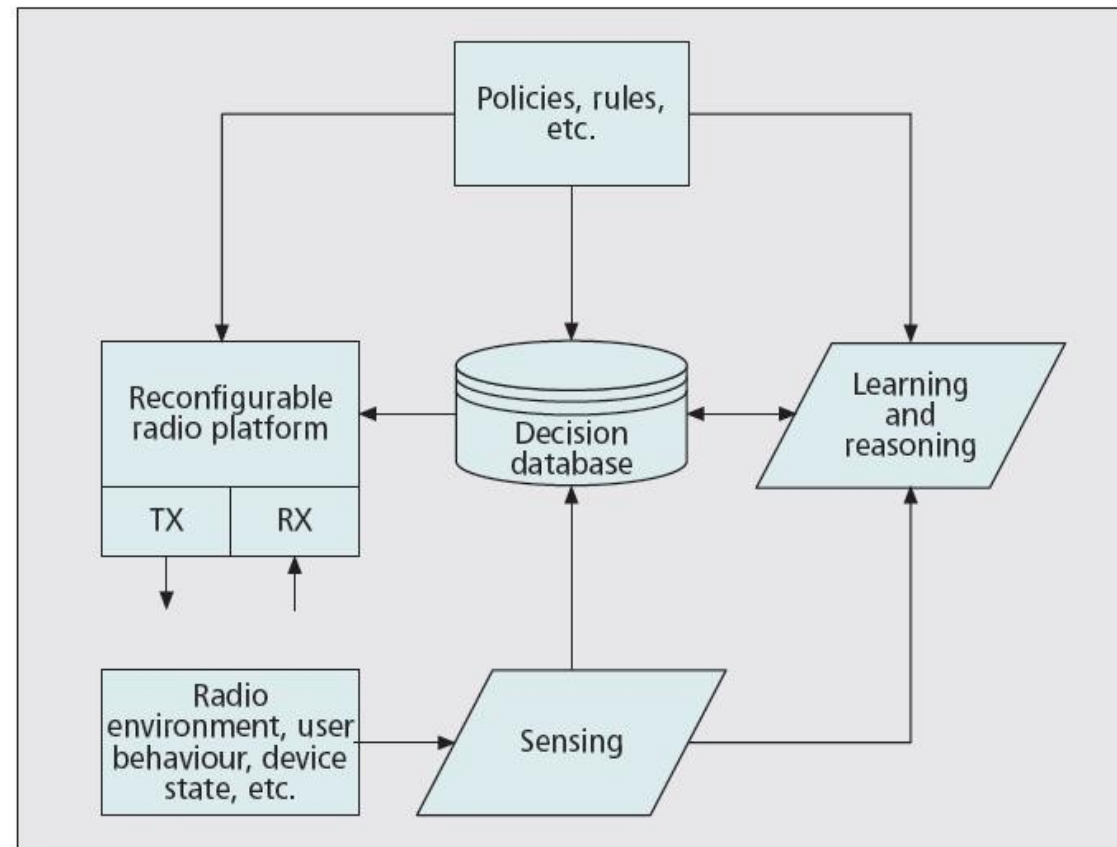 Policies, rules,
etc.
Reconfigurable
radio platform
TX
RX
Decision
database
Learning
and
reasoning
Radio
environment, user
behaviour, device
state, etc.
Sensing